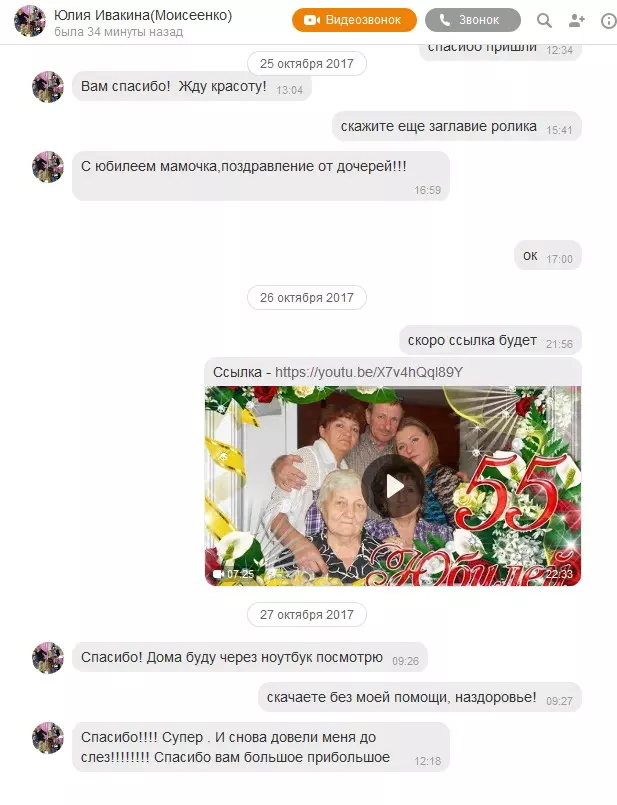 Юлия Ивакина(Моисеенко)
была 34 минуты назад
Видеозвонок
Звонок
спасибо пришли 12:34
25 октября 2017
Вам спасибо! Жду красоту! 13:04
скажите еще заглавие ролика 15:41
С юбилеем мамочка,поздравление от дочерей!!!
16:59
ок 17:00
26 октября 2017
скоро ссылка будет 21:56
Ссылка - https://youtu.be/X7v4hQql89Y
55
Юбилей
07:25
22:33
27 октября 2017
Спасибо! Дома буду через ноутбук посмотрю 09:26
скачаете без моей помощи, наздоровье! 09:27
Спасибо!!!! Супер . И снова довели меня до
слез!!!!!!!! Спасибо вам большое прибольшое 12:18